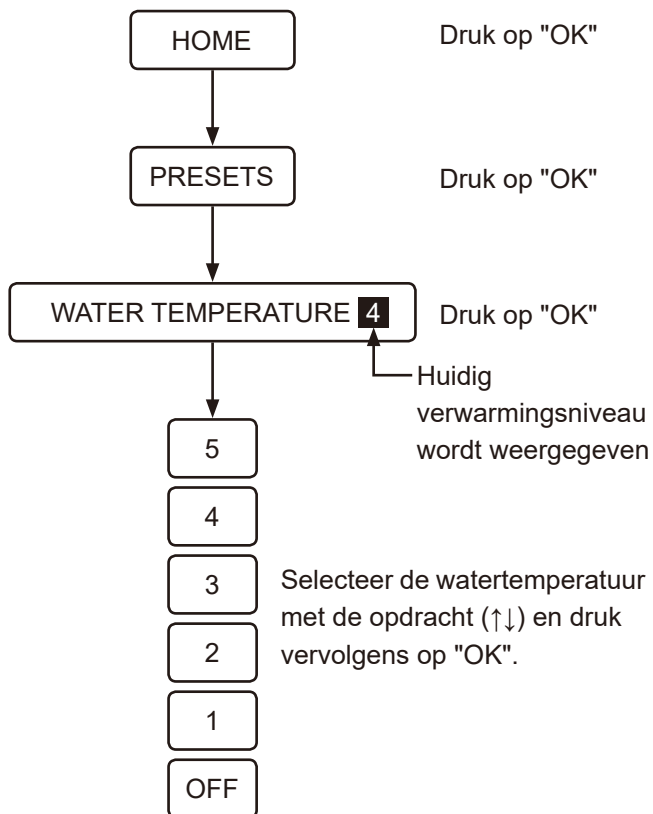 HOME
Druk op "OK"
PRESETS
Druk op "OK"
WATER TEMPERATURE 4
Druk op "OK"
Huidig
verwarmingsniveau
wordt weergegeven
5
4
3
Selecteer de watertemperatuur
met de opdracht (↑↓) en druk
vervolgens op "OK".
2
1
OFF